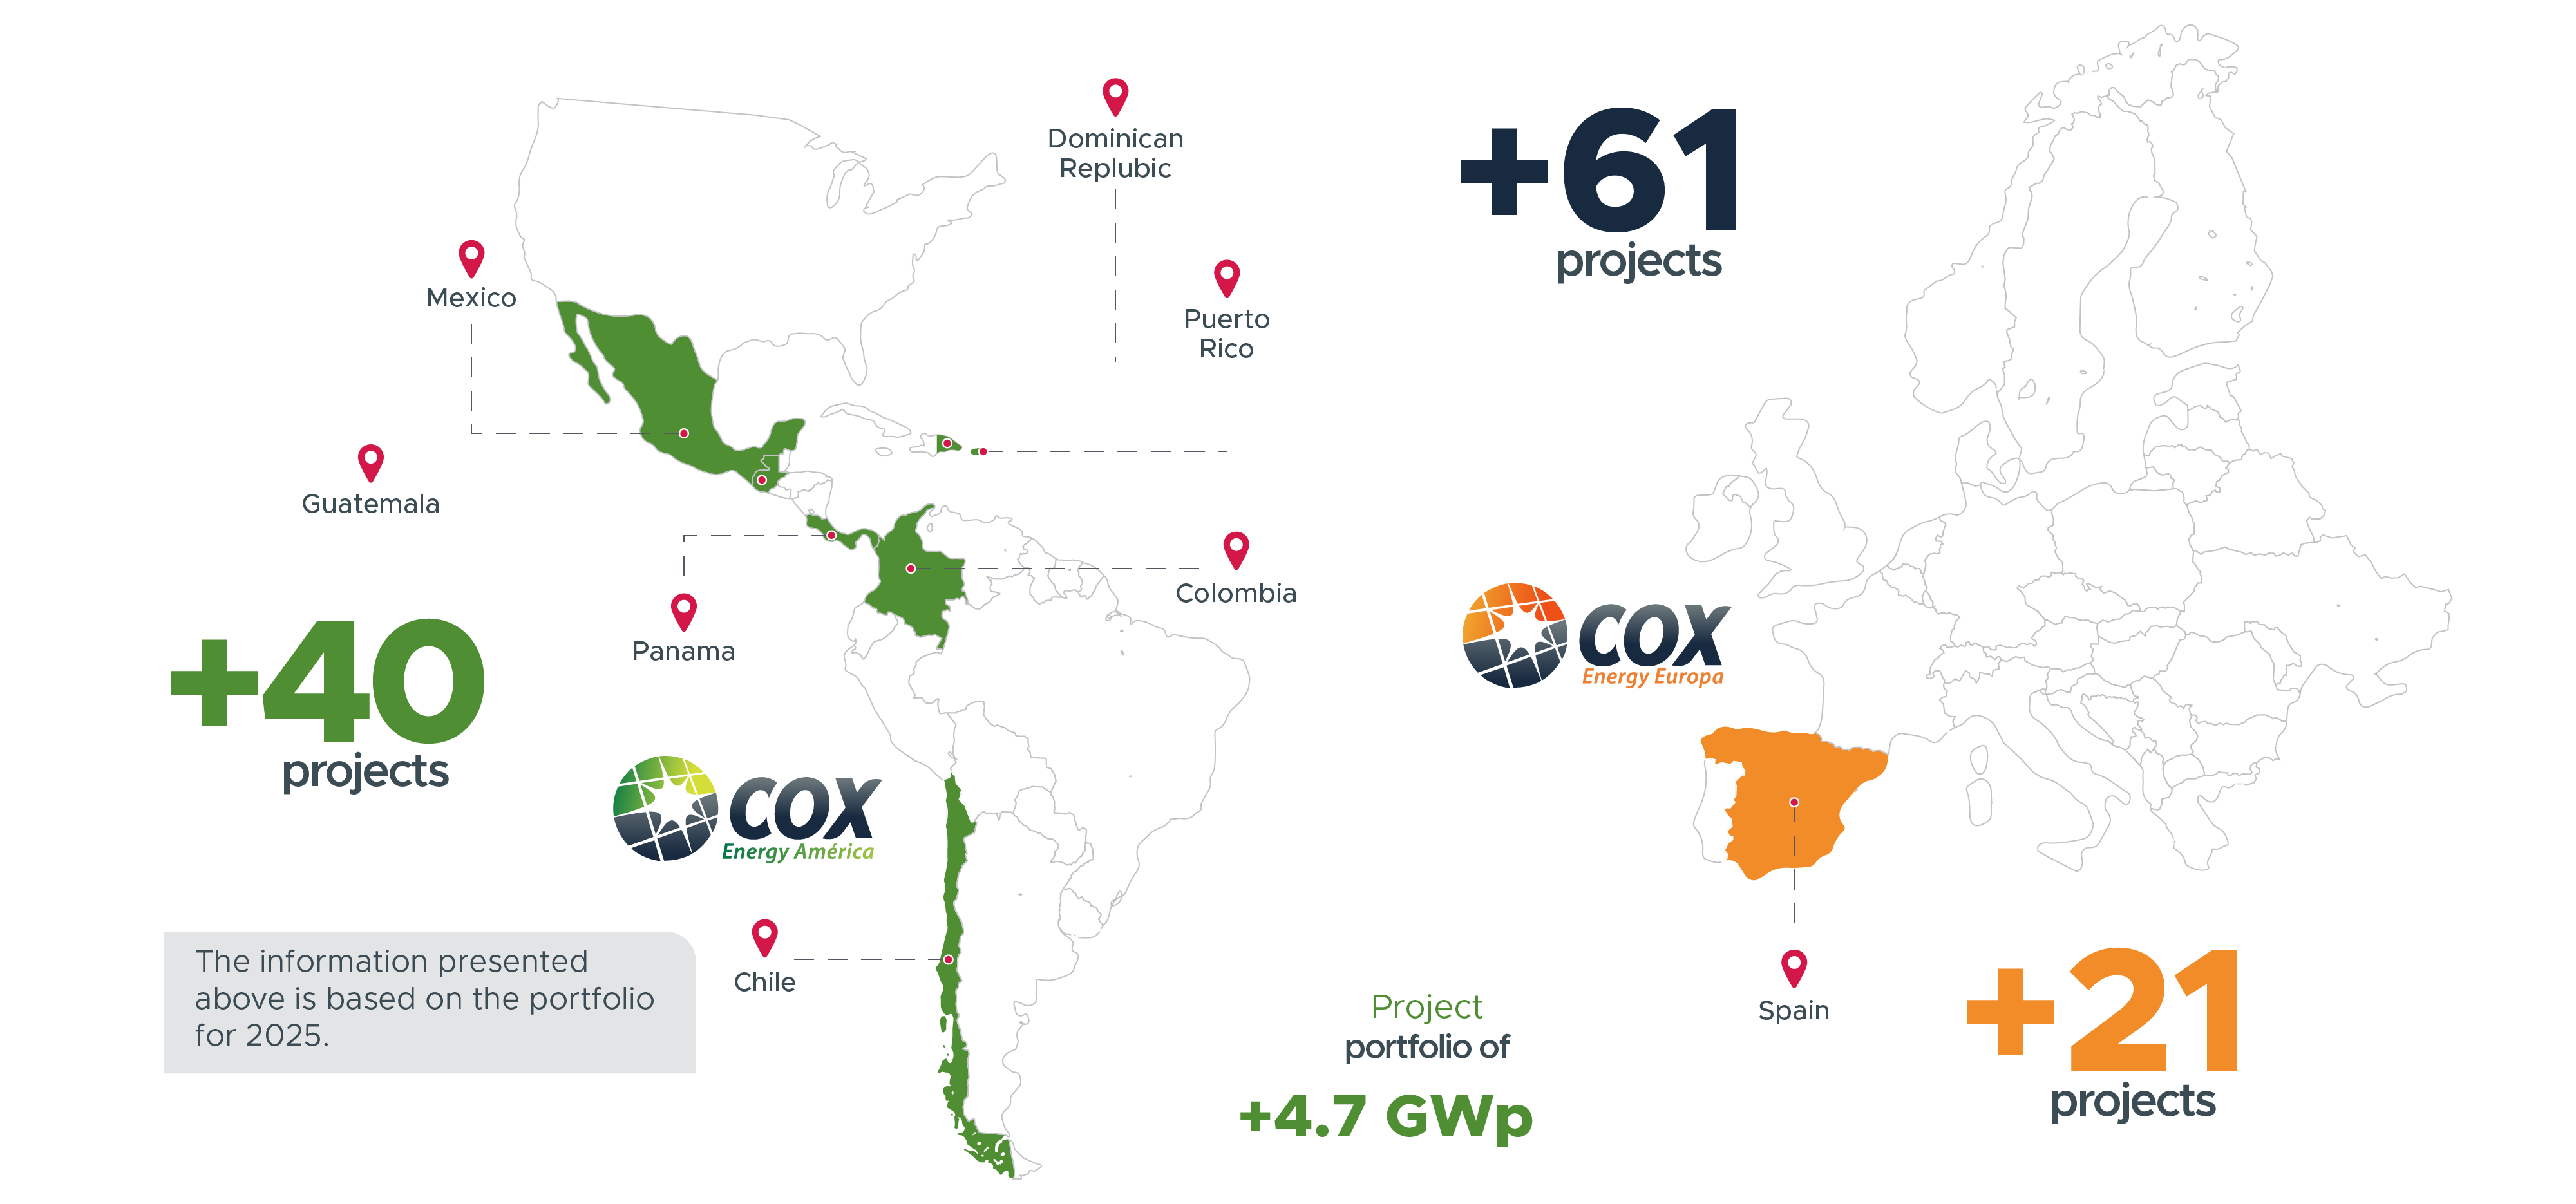 Dominican
Replubic
Mexico
Puerto
Rico
Guatemala
Colombia
Panama
+40
projects
COX
Energy América
Chile
The information presented
above is based on the portfolio
for 2025.
Project
portfolio of
+4.7 GWp
+61
projects
COX
Energy Europa
Spain
+21
projects